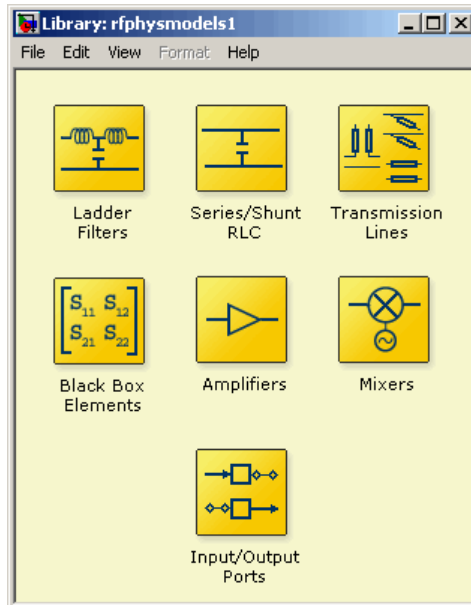 Library: rfphysmodels1
File Edit View Format Help
Ladder
Filters
Series/Shunt
RLC
Transmission
Lines
S11 S12
S21 S22
Black Box
Elements
Amplifiers
Mixers
Input/Output
Ports